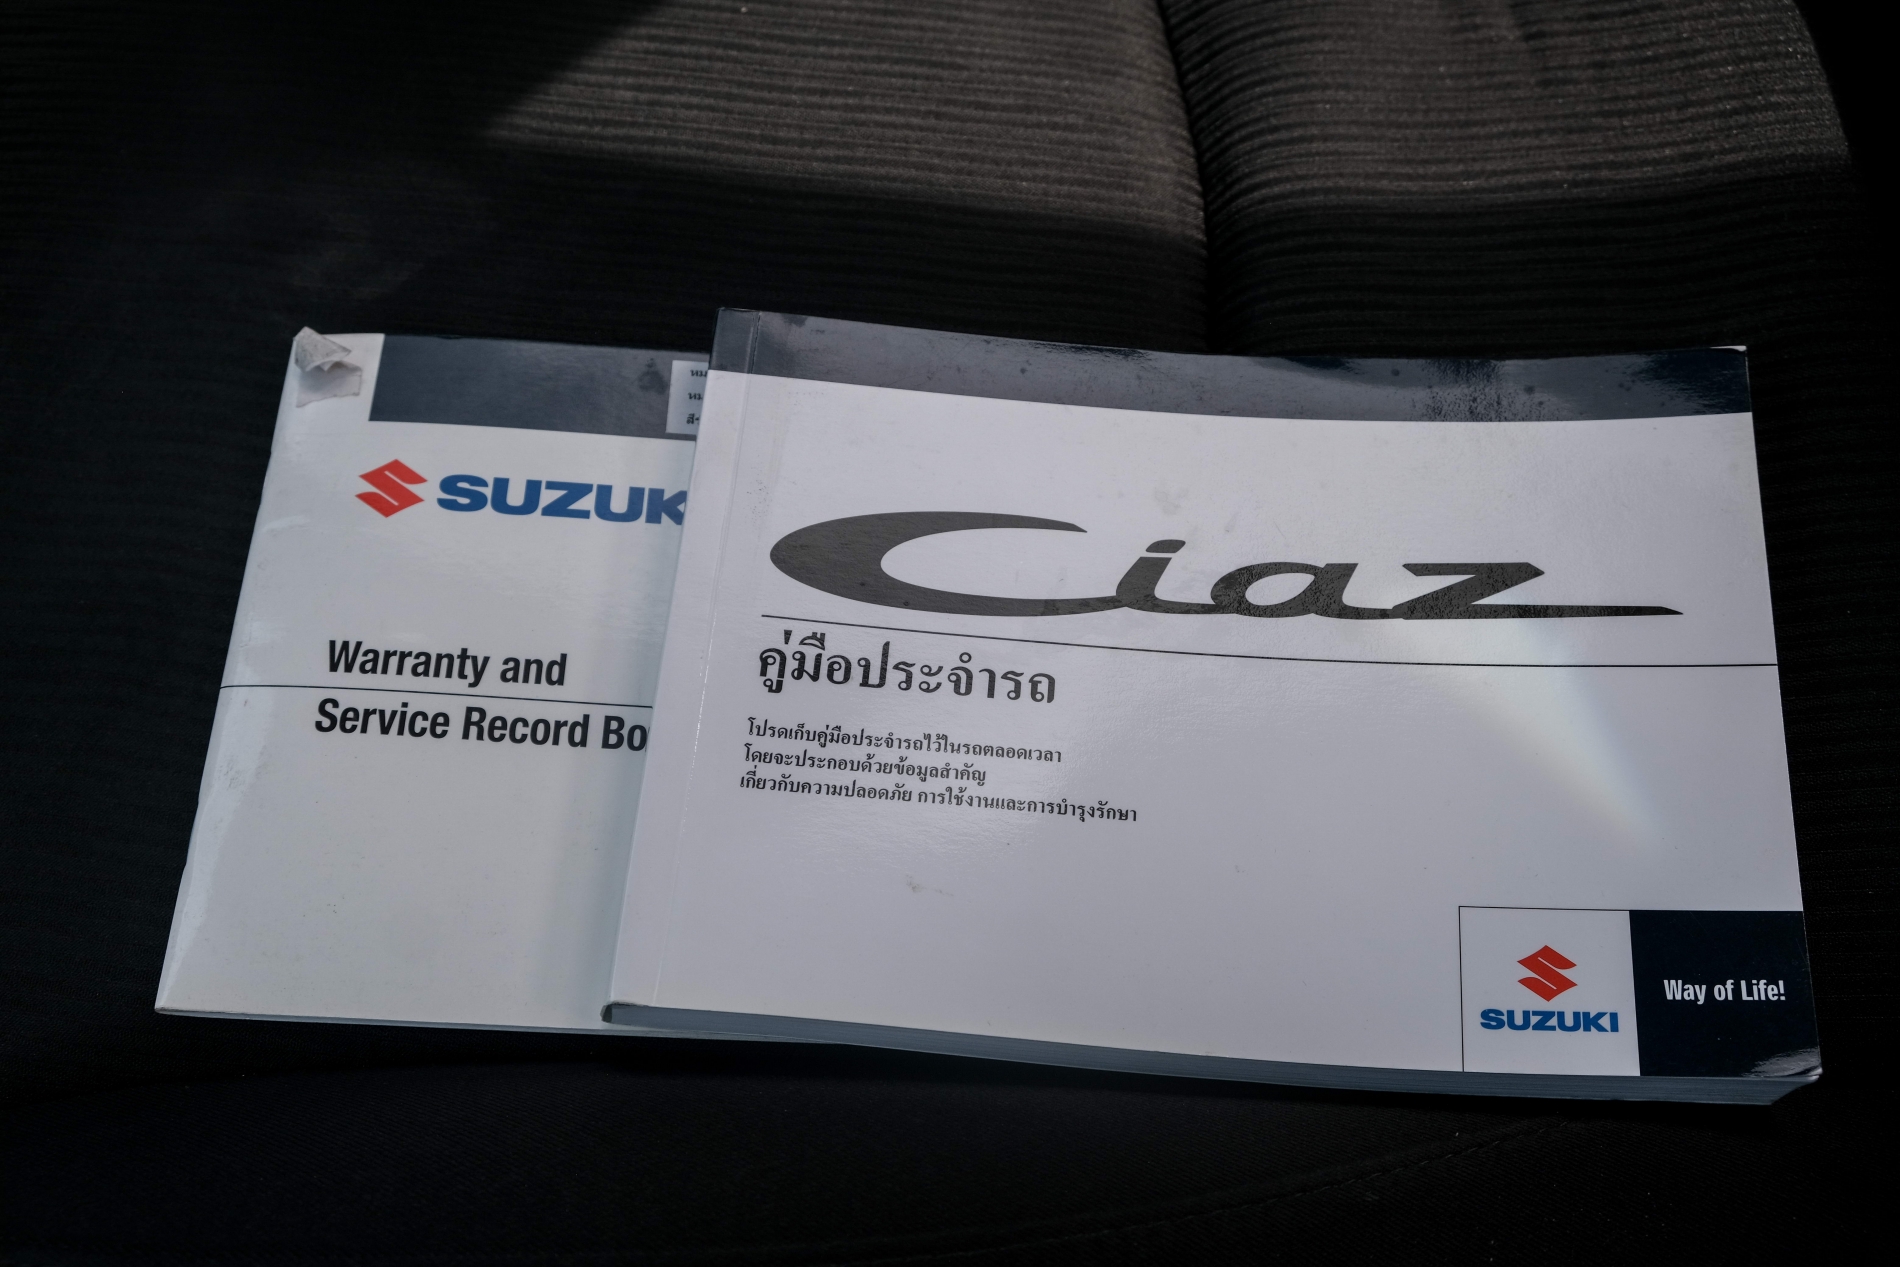 SUZUK
Warranty and
Service Record Bo
Ciaz
คู่มือประจำรถ
โปรดเก็บคู่มือประจำรถไว้ในรถตลอดเวลา
โดยจะประกอบด้วยข้อมูลสำคัญ
เกี่ยวกับความปลอดภัย การใช้งานและการบำรุงรักษา
SUZUKI
Way of Life!